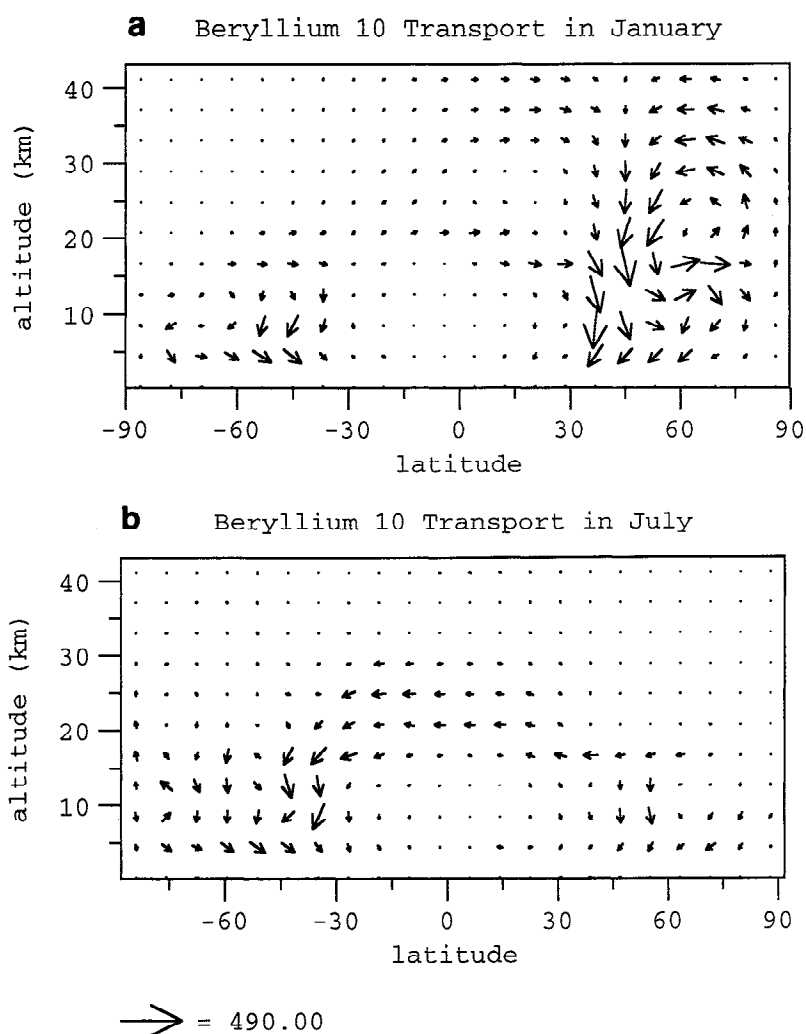 a Beryllium 10 Transport in January
40
30
20
10
altitude (km)
-90 -60 -30 0 30 60 90
latitude
b Beryllium 10 Transport in July
40
30
20
10
altitude (km)
-60 -30 0 30 60 90
latitude
= 490.00